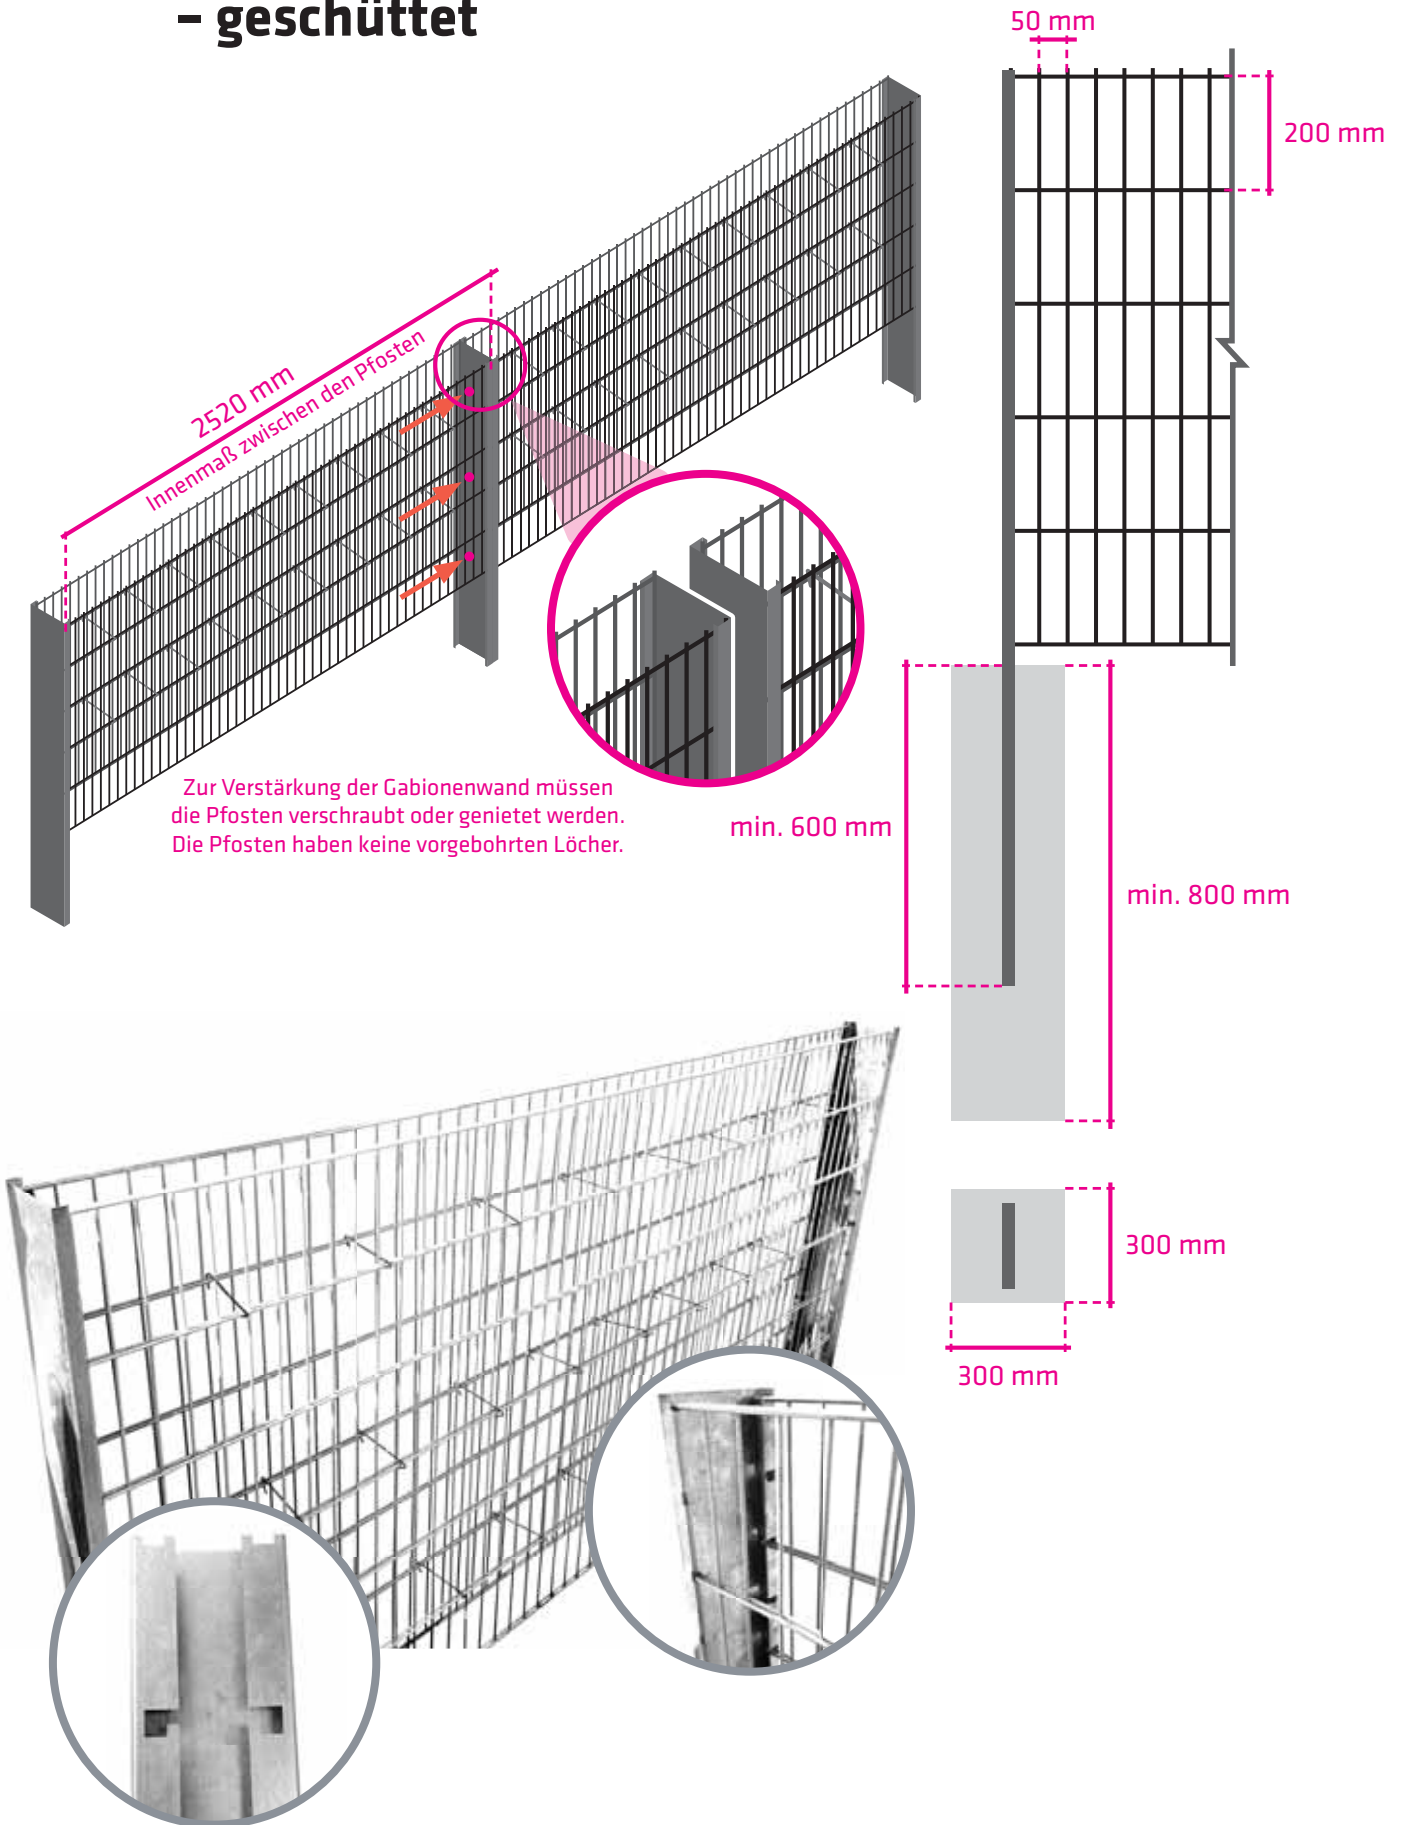 – geschüttet
50 mm
200 mm
2520 mm
Innenmaß zwischen den Pfosten
Zur Verstärkung der Gabionenwand müssen
die Pfosten verschraubt oder genietet werden.
Die Pfosten haben keine vorgebohrten Löcher.
min. 600 mm
min. 800 mm
300 mm
300 mm